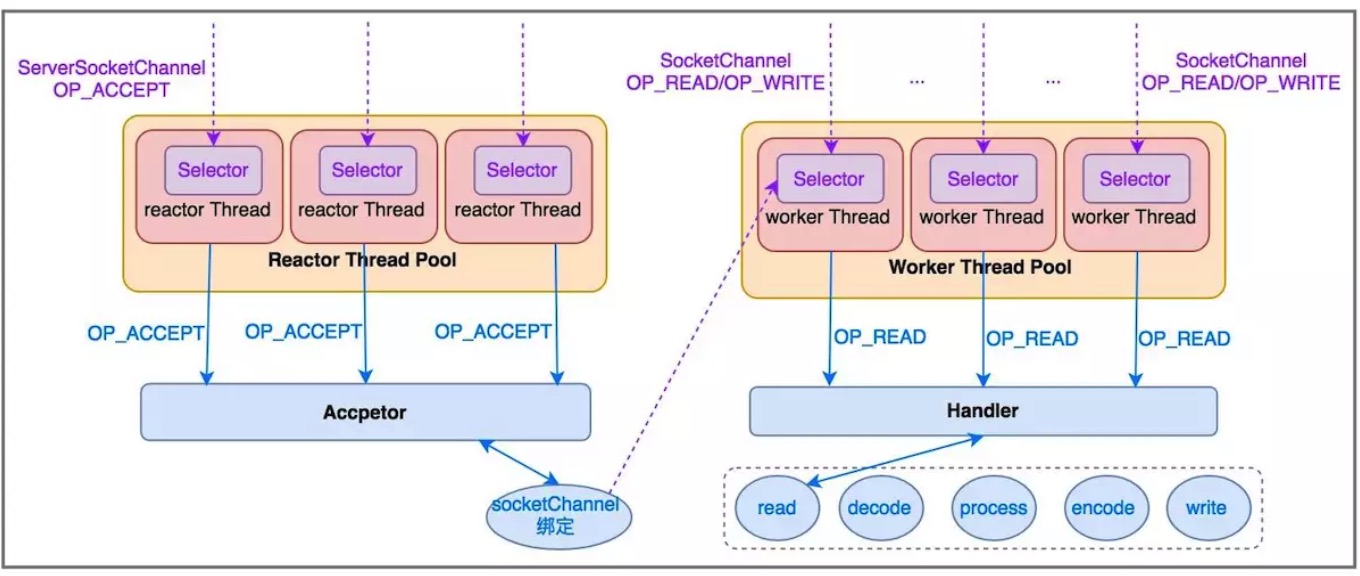 ServerSocketChannel
OP_ACCEPT
SocketChannel
OP_READ/OP_WRITE
...
...
SocketChannel
OP_READ/OP_WRITE
Selector
reactor Thread
Selector
reactor Thread
Selector
reactor Thread
Reactor Thread Pool
Selector
worker Thread
Selector
worker Thread
Selector
worker Thread
Worker Thread Pool
OP_ACCEPT
OP_ACCEPT
OP_ACCEPT
OP_READ
OP_READ
OP_READ
Accpetor
Handler
socketChannel
绑定
read
decode
process
encode
write